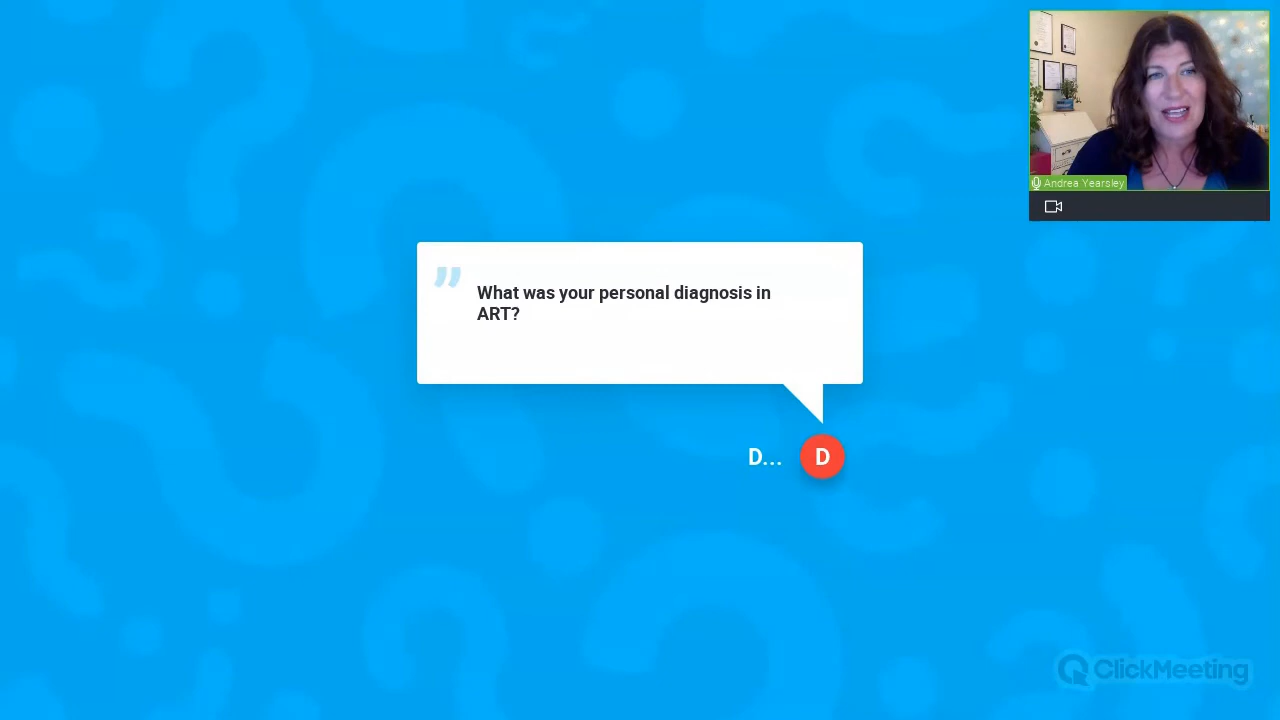 Andrea Yearsley
What was your personal diagnosis in
ART?
D... D
ClickMeeting